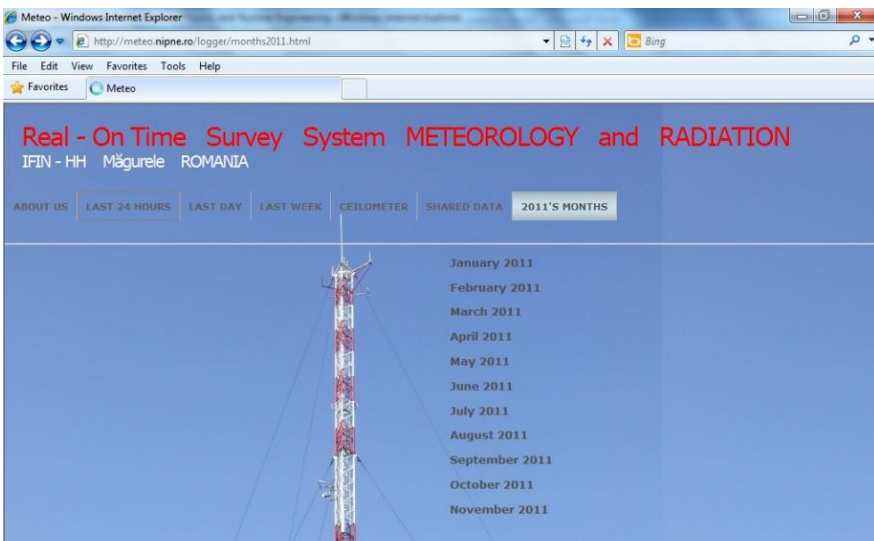 Meteo - Windows Internet Explorer
http://meteo.nipne.ro/logger/months2011.html
Bing
File Edit View Favorites Tools Help
Favorites Meteo
Real - On Time Survey System METEOROLOGY and RADIATION
IFIN - HH Măgurele ROMANIA
ABOUT US LAST 24 HOURS LAST DAY LAST WEEK CEILOMETER SHARED DATA 2011'S MONTHS
January 2011
February 2011
March 2011
April 2011
May 2011
June 2011
July 2011
August 2011
September 2011
October 2011
November 2011